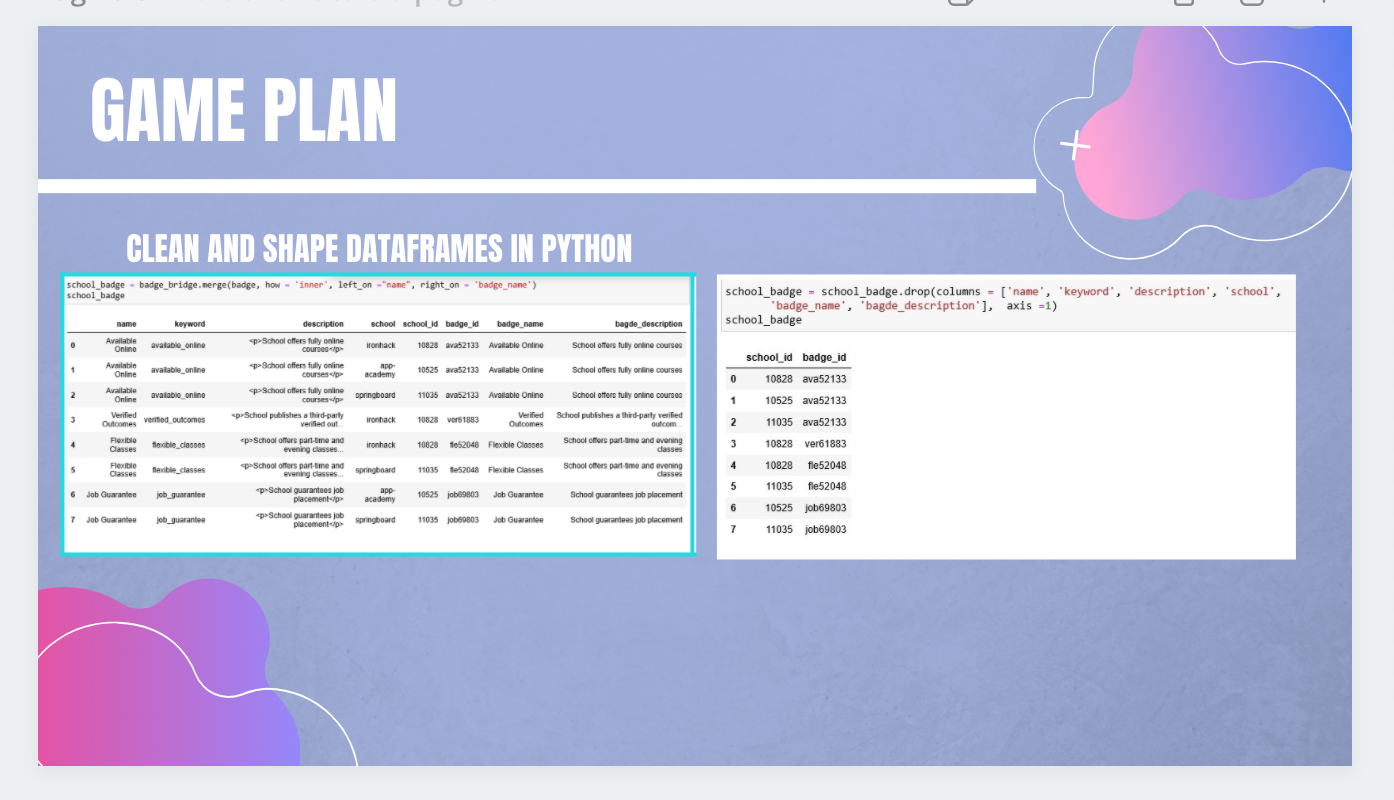 GAME PLAN
CLEAN AND SHAPE DATAFRAMES IN PYTHON
school_badge = badge_bridge.merge(badge, how = 'inner', left_on ="name", right_on = 'badge_name')
school_badge
name keyword description school school_id badge_id badge_name bagde_description
0 Available Online available_online <p>School offers fully online courses</p> ironhack 10828 ava52133 Available Online School offers fully online courses
1 Available Online available_online <p>School offers fully online courses</p> app-academy 10525 ava52133 Available Online School offers fully online courses
2 Available Online available_online <p>School offers fully online courses</p> springboard 11035 ava52133 Available Online School offers fully online courses
3 Verified Outcomes verified_outcomes <p>School publishes a third-party verified out... ironhack 10828 ver61883 Verified Outcomes School publishes a third-party verified outcom...
4 Flexible Classes flexible_classes <p>School offers part-time and evening classes... ironhack 10828 fle52048 Flexible Classes School offers part-time and evening classes
5 Flexible Classes flexible_classes <p>School offers part-time and evening classes... springboard 11035 fle52048 Flexible Classes School offers part-time and evening classes
6 Job Guarantee job_guarantee <p>School guarantees job placement</p> app-academy 10525 job69803 Job Guarantee School guarantees job placement
7 Job Guarantee job_guarantee <p>School guarantees job placement</p> springboard 11035 job69803 Job Guarantee School guarantees job placement
school_badge = school_badge.drop(columns = ['name', 'keyword', 'description', 'school',
'badge_name', 'bagde_description'], axis =1)
school_badge
school_id badge_id
0 10828 ava52133
1 10525 ava52133
2 11035 ava52133
3 10828 ver61883
4 10828 fle52048
5 11035 fle52048
6 10525 job69803
7 11035 job69803